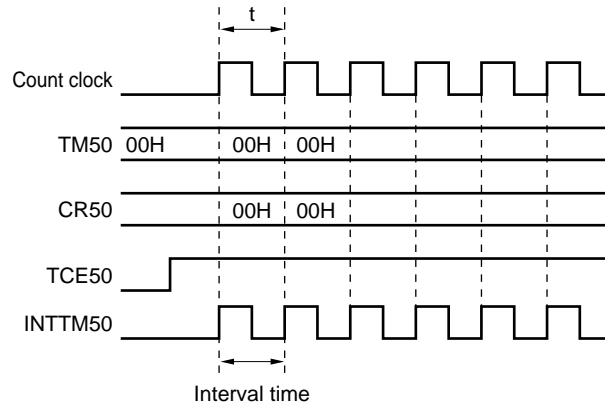 t
Count clock
TM50 00H 00H 00H
CR50 00H 00H
TCE50
INTTM50
Interval time